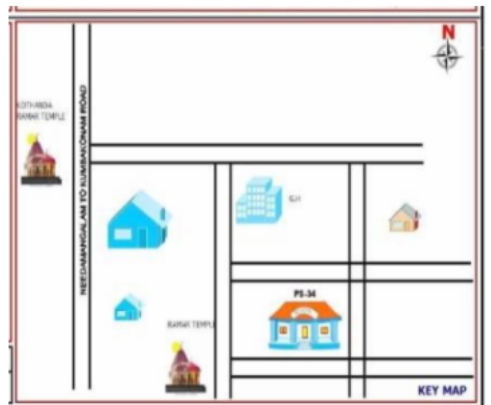 N
KOTHANDA
RAMAR TEMPLE
NEEDAMANGALAM TO KUMBAKONAM ROAD
G.H
PS-34
RAMAR TEMPLE
KEY MAP